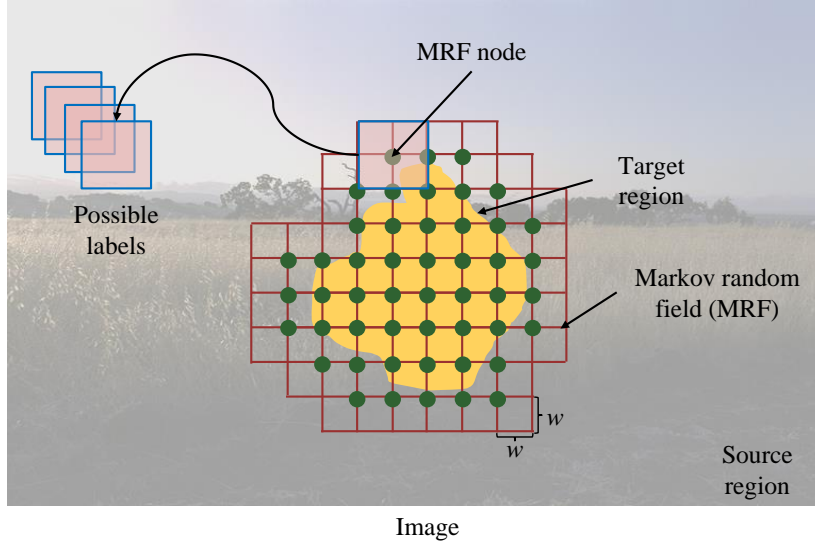 MRF node
Target
region
Possible
labels
Markov random
field (MRF)
w
w
Source
region
Image